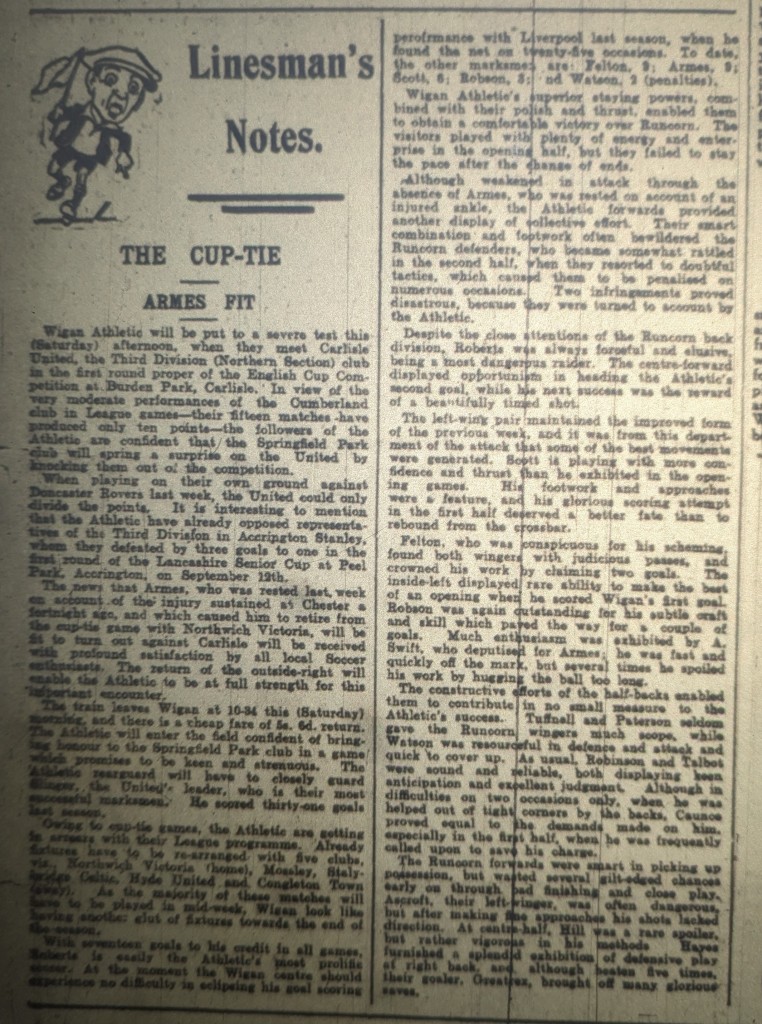 Linesman's
Notes.
THE CUP-TIE
ARMES FIT
Wigan Athletic will be put to a severe test this
(Saturday) afternoon, when they meet Carlisle
United, the Third Division (Northern Section) club
in the first round proper of the English Cup Com-
petition at Burden Park, Carlisle. In view of the
very moderate performances of the Cumberland
club in League games—their fifteen matches have
produced only ten points—the followers of the
Athletic are confident that the Springfield Park
club will spring a surprise on the United by
knocking them out of the competition.
When playing on their own ground against
Doncaster Rovers last week, the United could only
divide the points. It is interesting to mention
that the Athletic have already opposed representa-
tives of the Third Division in Accrington Stanley,
whom they defeated by three goals to one in the
first round of the Lancashire Senior Cup at Peel
Park, Accrington, on September 19th.
The news that Armes, who was rested last week
on account of the injury sustained at Chester a
fortnight ago, and which caused him to retire from
the cup-tie game with Northwich Victoria, will be
fit to turn out against Carlisle will be received
with profound satisfaction by all local Soccer
enthusiasts. The return of the outside-right will
enable the Athletic to be at full strength for this
important encounter.
The train leaves Wigan at 10-34 this (Saturday)
morning, and there is a cheap fare of 5s. 6d. return.
The Athletic will enter the field confident of bring-
ing honour to the Springfield Park club in a game
which promises to be keen and strenuous. The
Athletic rearguard will have to closely guard
the United's leader, who is their most
successful marksmen. He scored thirty-one goals
last season.
Owing to cup-tie games, the Athletic are getting
in arrears with their League programme. Already
fixtures have to be re-arranged with five clubs,
viz., Northwich Victoria (home), Mossley, Staly-
bridge Celtic, Hyde United and Congleton Town
(away). As the majority of these matches will
have to be played in mid-week, Wigan look like
having another glut of fixtures towards the end of
the season.
With seventeen goals to his credit in all games,
Roberts is easily the Athletic's most prolific
scorer. At the moment the Wigan centre should
experience no difficulty in eclipsing his goal scoring
peroformance with Liverpool last season, when he
found the net on twenty-five occasions. To date,
the other marksmen are: Felton, 9; Armes, 9;
Scott, 6; Robson, 3; nd Watson, 2 (penalties).
Wigan Athletic's superior staying powers, com-
bined with their polish and thrust, enabled them
to obtain a comfortable victory over Runcorn. The
visitors played with plenty of energy and enter-
prise in the opening half, but they failed to stay
the pace after the change of ends.
Although weakened in attack through the
absence of Armes, who was rested on account of an
injured ankle, the Athletic forwards provided
another display of collective effort. Their smart
combination and footwork often bewildered the
Runcorn defenders, who became somewhat rattled
in the second half, when they resorted to doubtful
tactics, which caused them to be penalised on
numerous occasions. Two infringements proved
disastrous, because they were turned to account by
the Athletic.
Despite the close attentions of the Runcorn back
division, Roberts was always forceful and elusive,
being a most dangerous raider. The centre-forward
displayed opportunism in heading the Athletic's
second goal, while his next success was the reward
of a beautifully timed shot.
The left-wing pair maintained the improved form
of the previous week, and it was from this depart-
ment of the attack that some of the best movements
were generated. Scott is playing with more con-
fidence and thrust than he exhibited in the open-
ing games. His footwork and approaches
were a feature, and his glorious scoring attempt
in the first half deserved a better fate than to
rebound from the crossbar.
Felton, who was conspicuous for his scheming,
found both wingers with judicious passes, and
crowned his work by claiming two goals. The
inside-left displayed rare ability to make the best
of an opening when he scored Wigan's first goal.
Robson was again outstanding for his subtle craft
and skill which paved the way for a couple of
goals. Much enthusiasm was exhibited by A.
Swift, who deputised for Armes; he was fast and
quickly off the mark, but several times he spoiled
his work by hugging the ball too long.
The constructive efforts of the half-backs enabled
them to contribute in no small measure to the
Athletic's success. Tuffnell and Paterson seldom
gave the Runcorn wingers much scope, while
Watson was resourceful in defence and attack and
quick to cover up. As usual, Robinson and Talbot
were sound and reliable, both displaying keen
anticipation and excellent judgment. Although in
difficulties on two occasions only, when he was
helped out of tight corners by the backs, Caunce
proved equal to the demands made on him,
especially in the first half, when he was frequently
called upon to save his charge.
The Runcorn forwards were smart in picking up
possession, but wasted several gilt-edged chances
early on through bad finishing and close play.
Ascroft, their left-winger, was often dangerous,
but after making fine approaches his shots lacked
direction. At centre-half, Hill was a rare spoiler,
but rather vigorous in his methods Hayes
furnished a splendid exhibition of defensive play
at right back, and although beaten five times,
their goaler, Greatrex, brought off many glorious
saves.